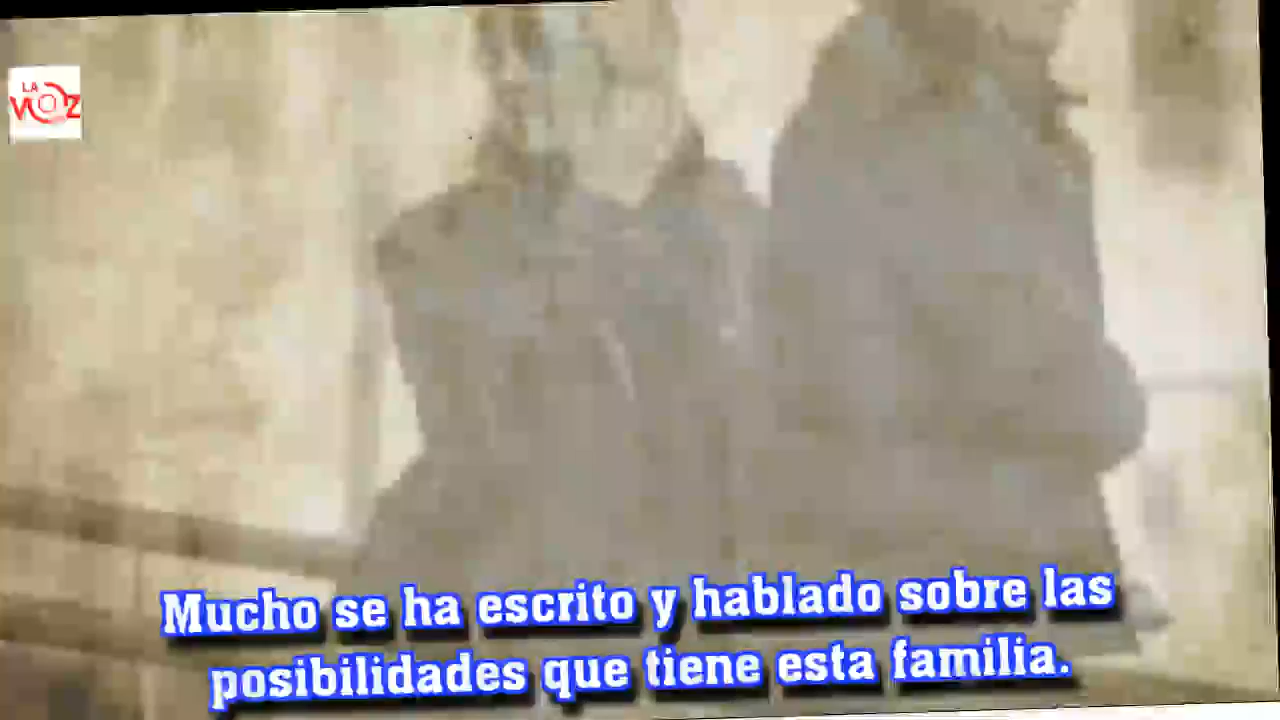 LA
VOZ
Mucho se ha escrito y hablado sobre las
posibilidades que tiene esta familia.